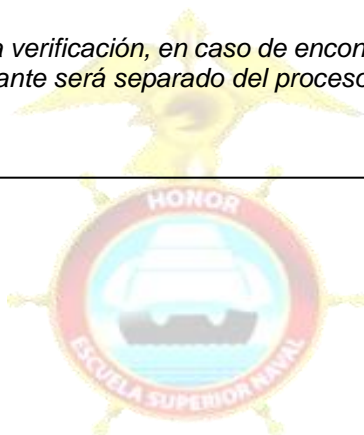 a verificación, en caso de encon
ante será separado del proceso
HONOR
ESCUELA SUPERIOR NAVAL